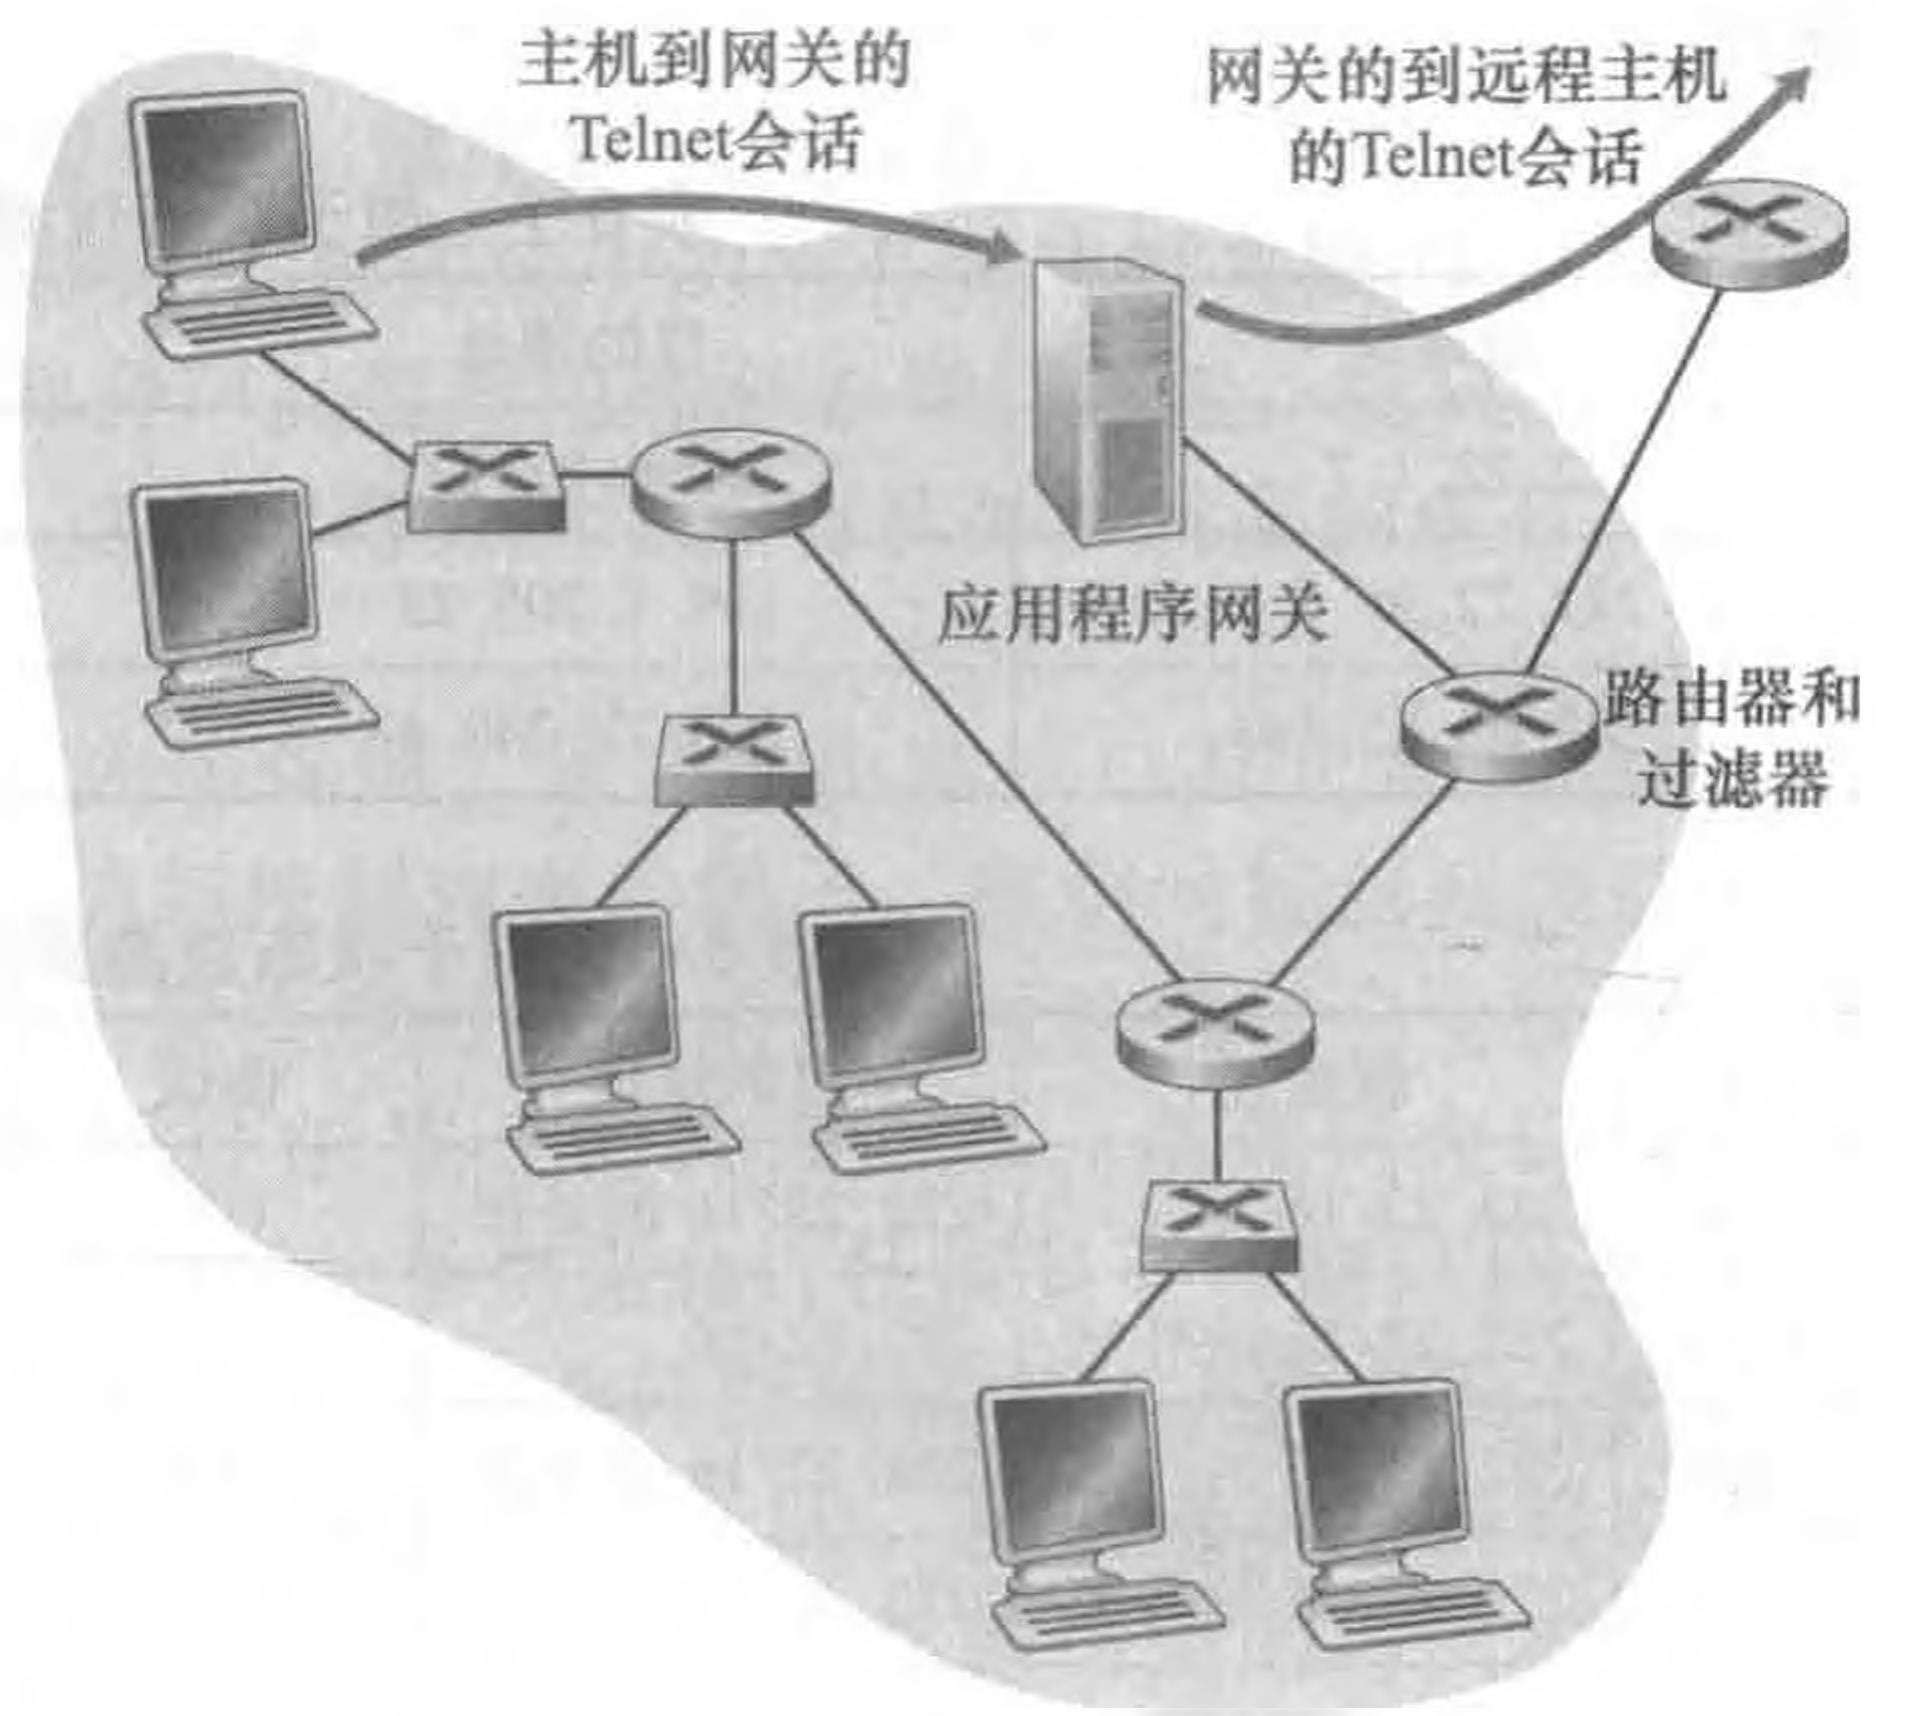 主机到网关的
Telnet会话
网关的到远程主机
的Telnet会话
应用程序网关
路由器和
过滤器